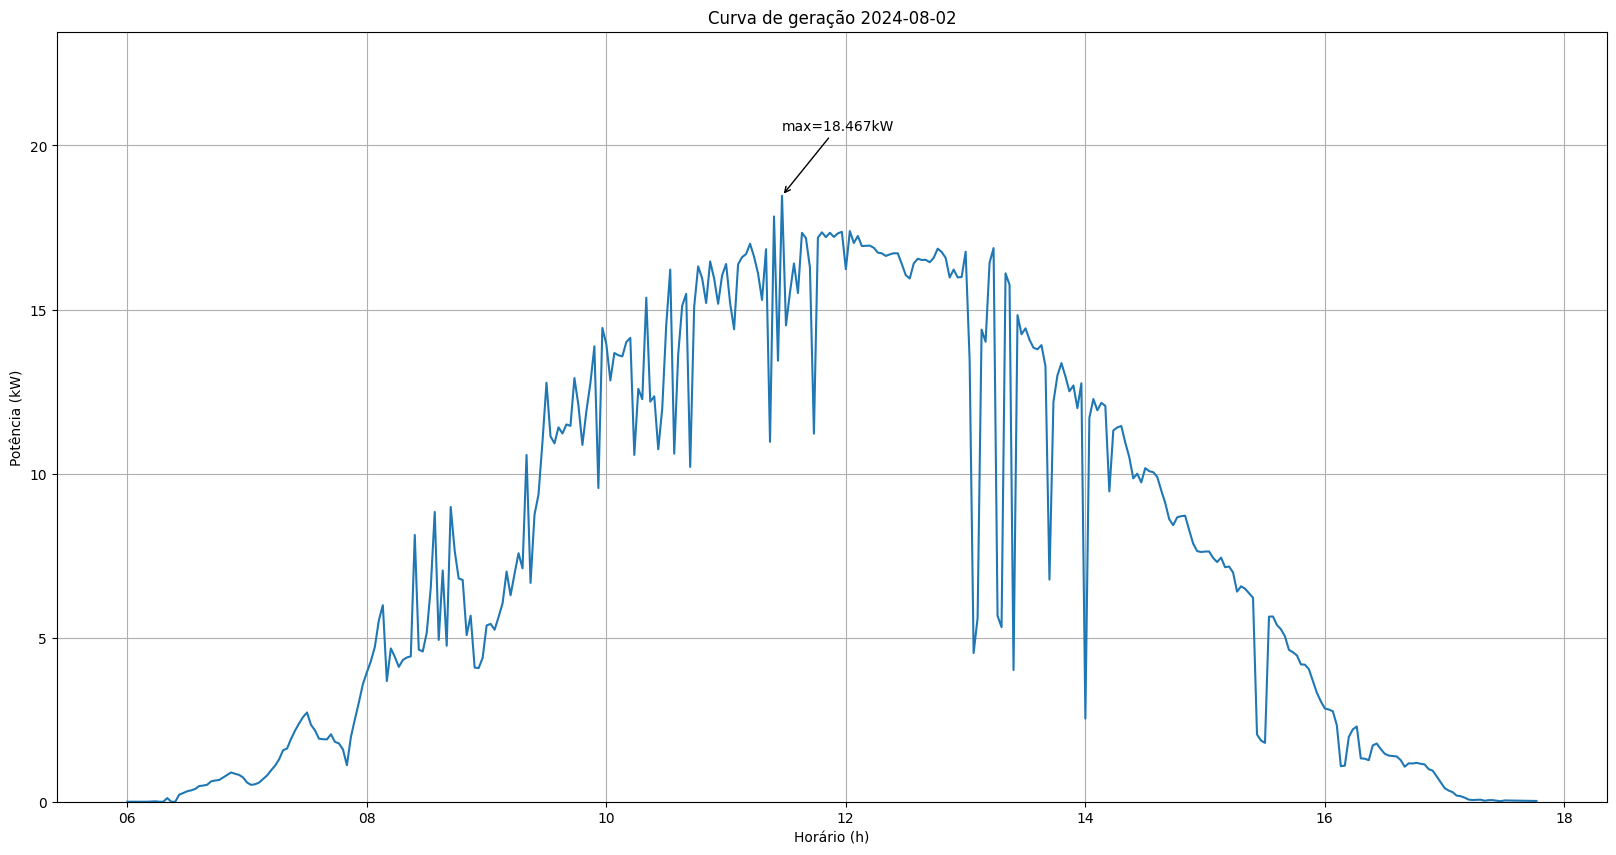 Curva de geração 2024-08-02
max=18.467kW
Potência (kW)
20
15
10
5
0
06 08 10 12 14 16 18
Horário (h)